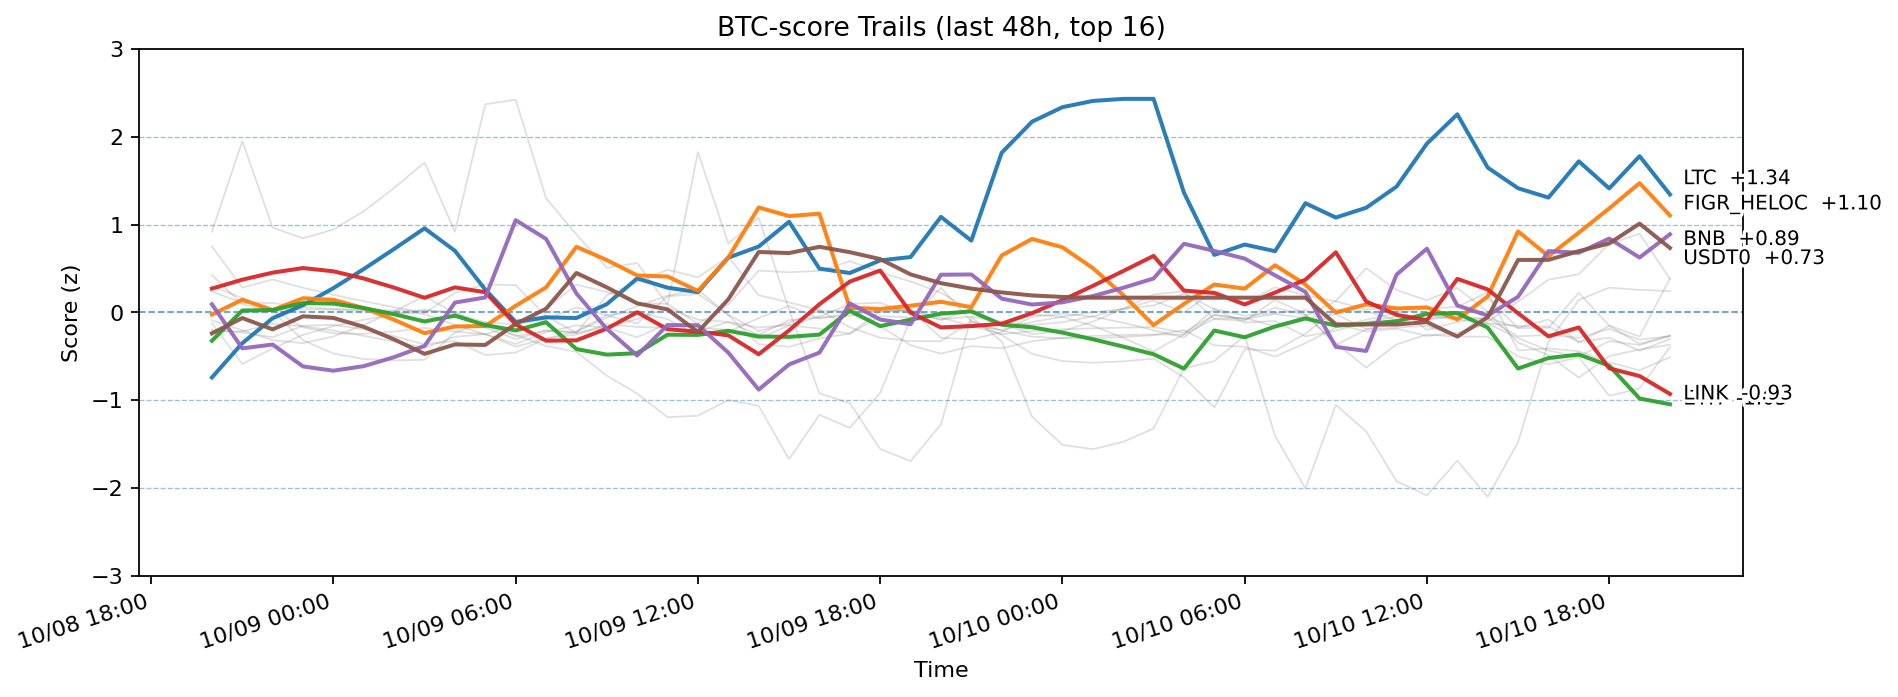 BTC-score Trails (last 48h, top 16)
3
2
1
0
−1
−2
−3
Score (z)
LTC +1.34
FIGR_HELOC +1.10
BNB +0.89
USDT0 +0.73
LINK -0.93
10/08 18:00
10/09 00:00
10/09 06:00
10/09 12:00
10/09 18:00
10/10 00:00
10/10 06:00
10/10 12:00
10/10 18:00
Time